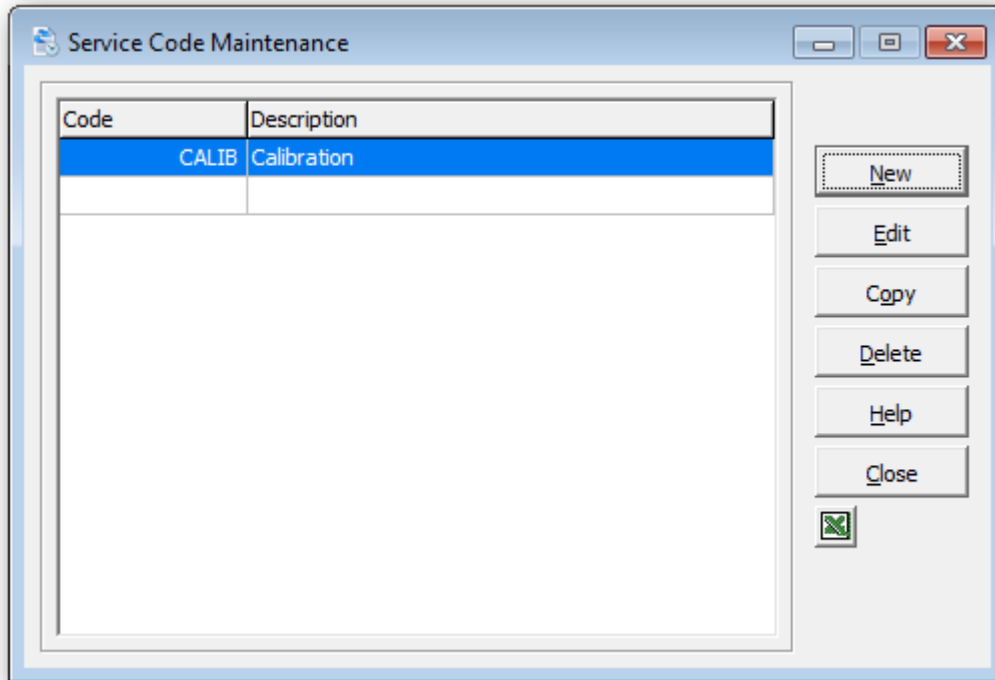 Service Code Maintenance
Code Description
CALIB Calibration
New
Edit
Copy
Delete
Help
Close